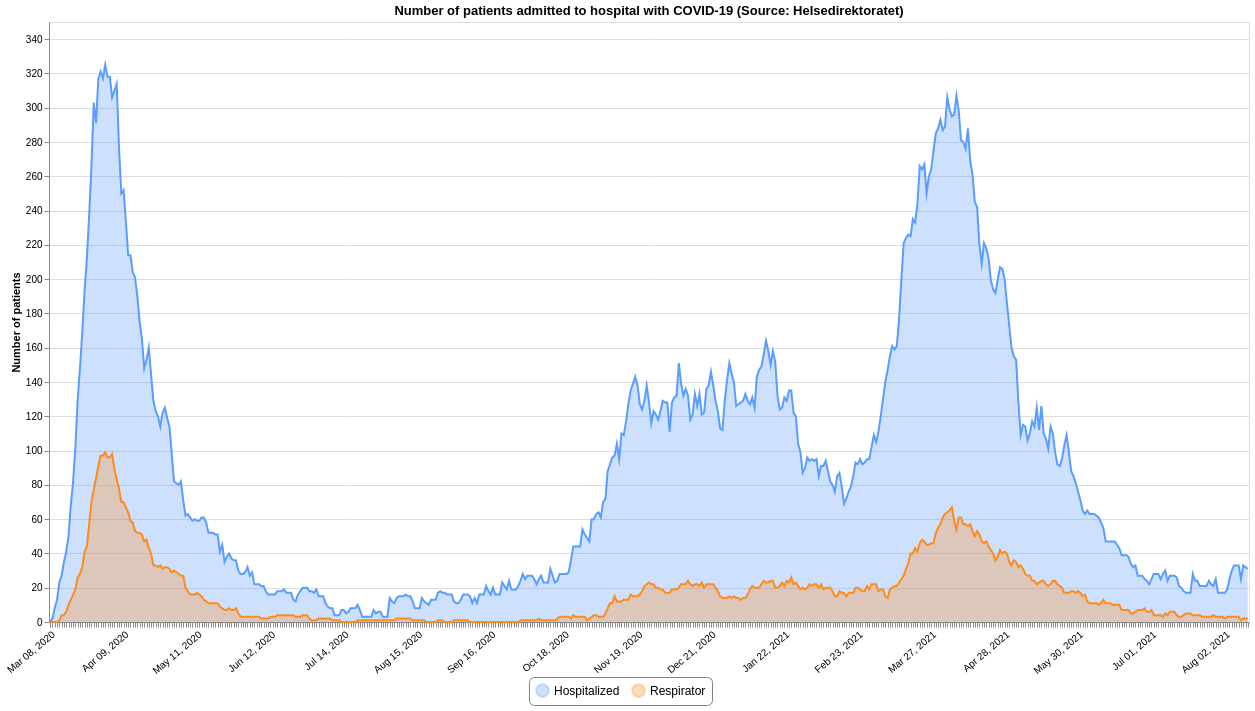 Number of patients admitted to hospital with COVID-19 (Source: Helsedirektoratet)
Number of patients
340
320
300
280
260
240
220
200
180
160
140
120
100
80
60
40
20
0
Mar 08, 2020
Apr 09, 2020
May 11, 2020
Jun 12, 2020
Jul 14, 2020
Aug 15, 2020
Sep 16, 2020
Oct 18, 2020
Nov 19, 2020
Dec 21, 2020
Jan 22, 2021
Feb 23, 2021
Mar 27, 2021
Apr 28, 2021
May 30, 2021
Jul 01, 2021
Aug 02, 2021
Hospitalized Respirator